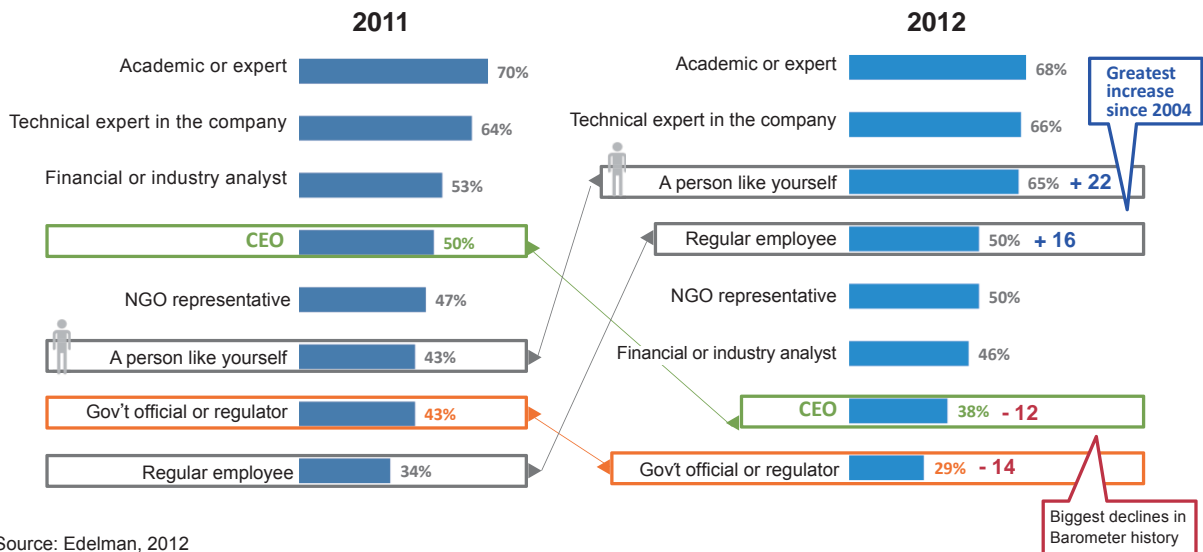 2011
Academic or expert 70%
Technical expert in the company 64%
Financial or industry analyst 53%
CEO 50%
NGO representative 47%
A person like yourself 43%
Gov't official or regulator 43%
Regular employee 34%
2012
Academic or expert 68%
Technical expert in the company 66%
A person like yourself 65% + 22
Regular employee 50% + 16
NGO representative 50%
Financial or industry analyst 46%
CEO 38% - 12
Gov't official or regulator 29% - 14
Greatest
increase
since 2004
Biggest declines in
Barometer history
Source: Edelman, 2012